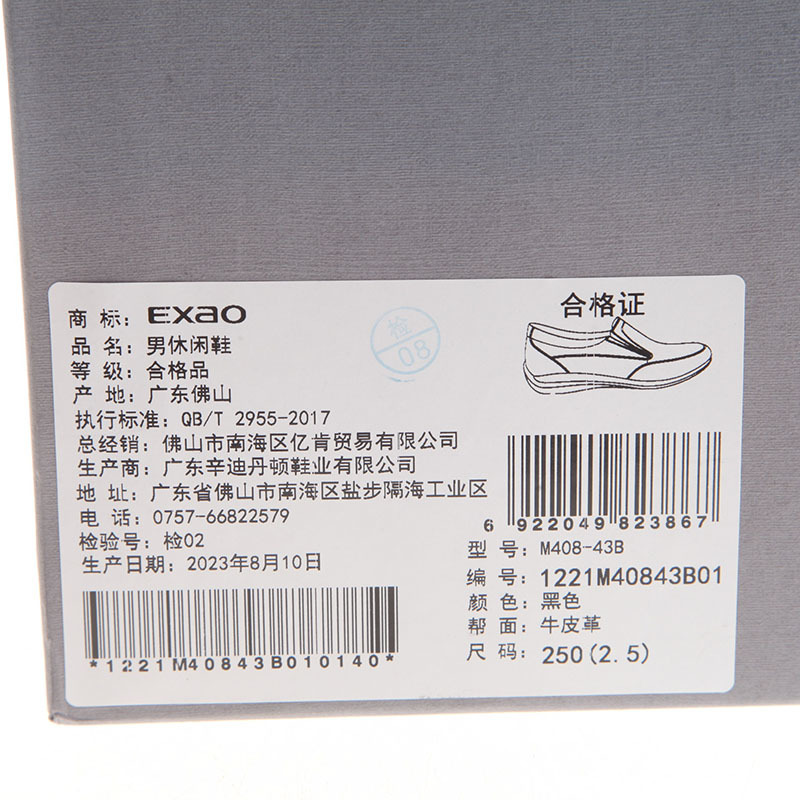 商 标：EXAO
品 名：男休闲鞋
等 级：合格品
产 地：广东佛山
执行标准：QB/T 2955-2017
总经销：佛山市南海区亿肯贸易有限公司
生产商：广东辛迪丹顿鞋业有限公司
地 址：广东省佛山市南海区盐步隔海工业区
电 话：0757-66822579
检验号：检02
生产日期：2023年8月10日
*1221M40843B010140*
检
08
合格证
6 922049 823867
型 号：M408-43B
编 号：1221M40843B01
颜 色：黑色
帮 面：牛皮革
尺 码：250(2.5)